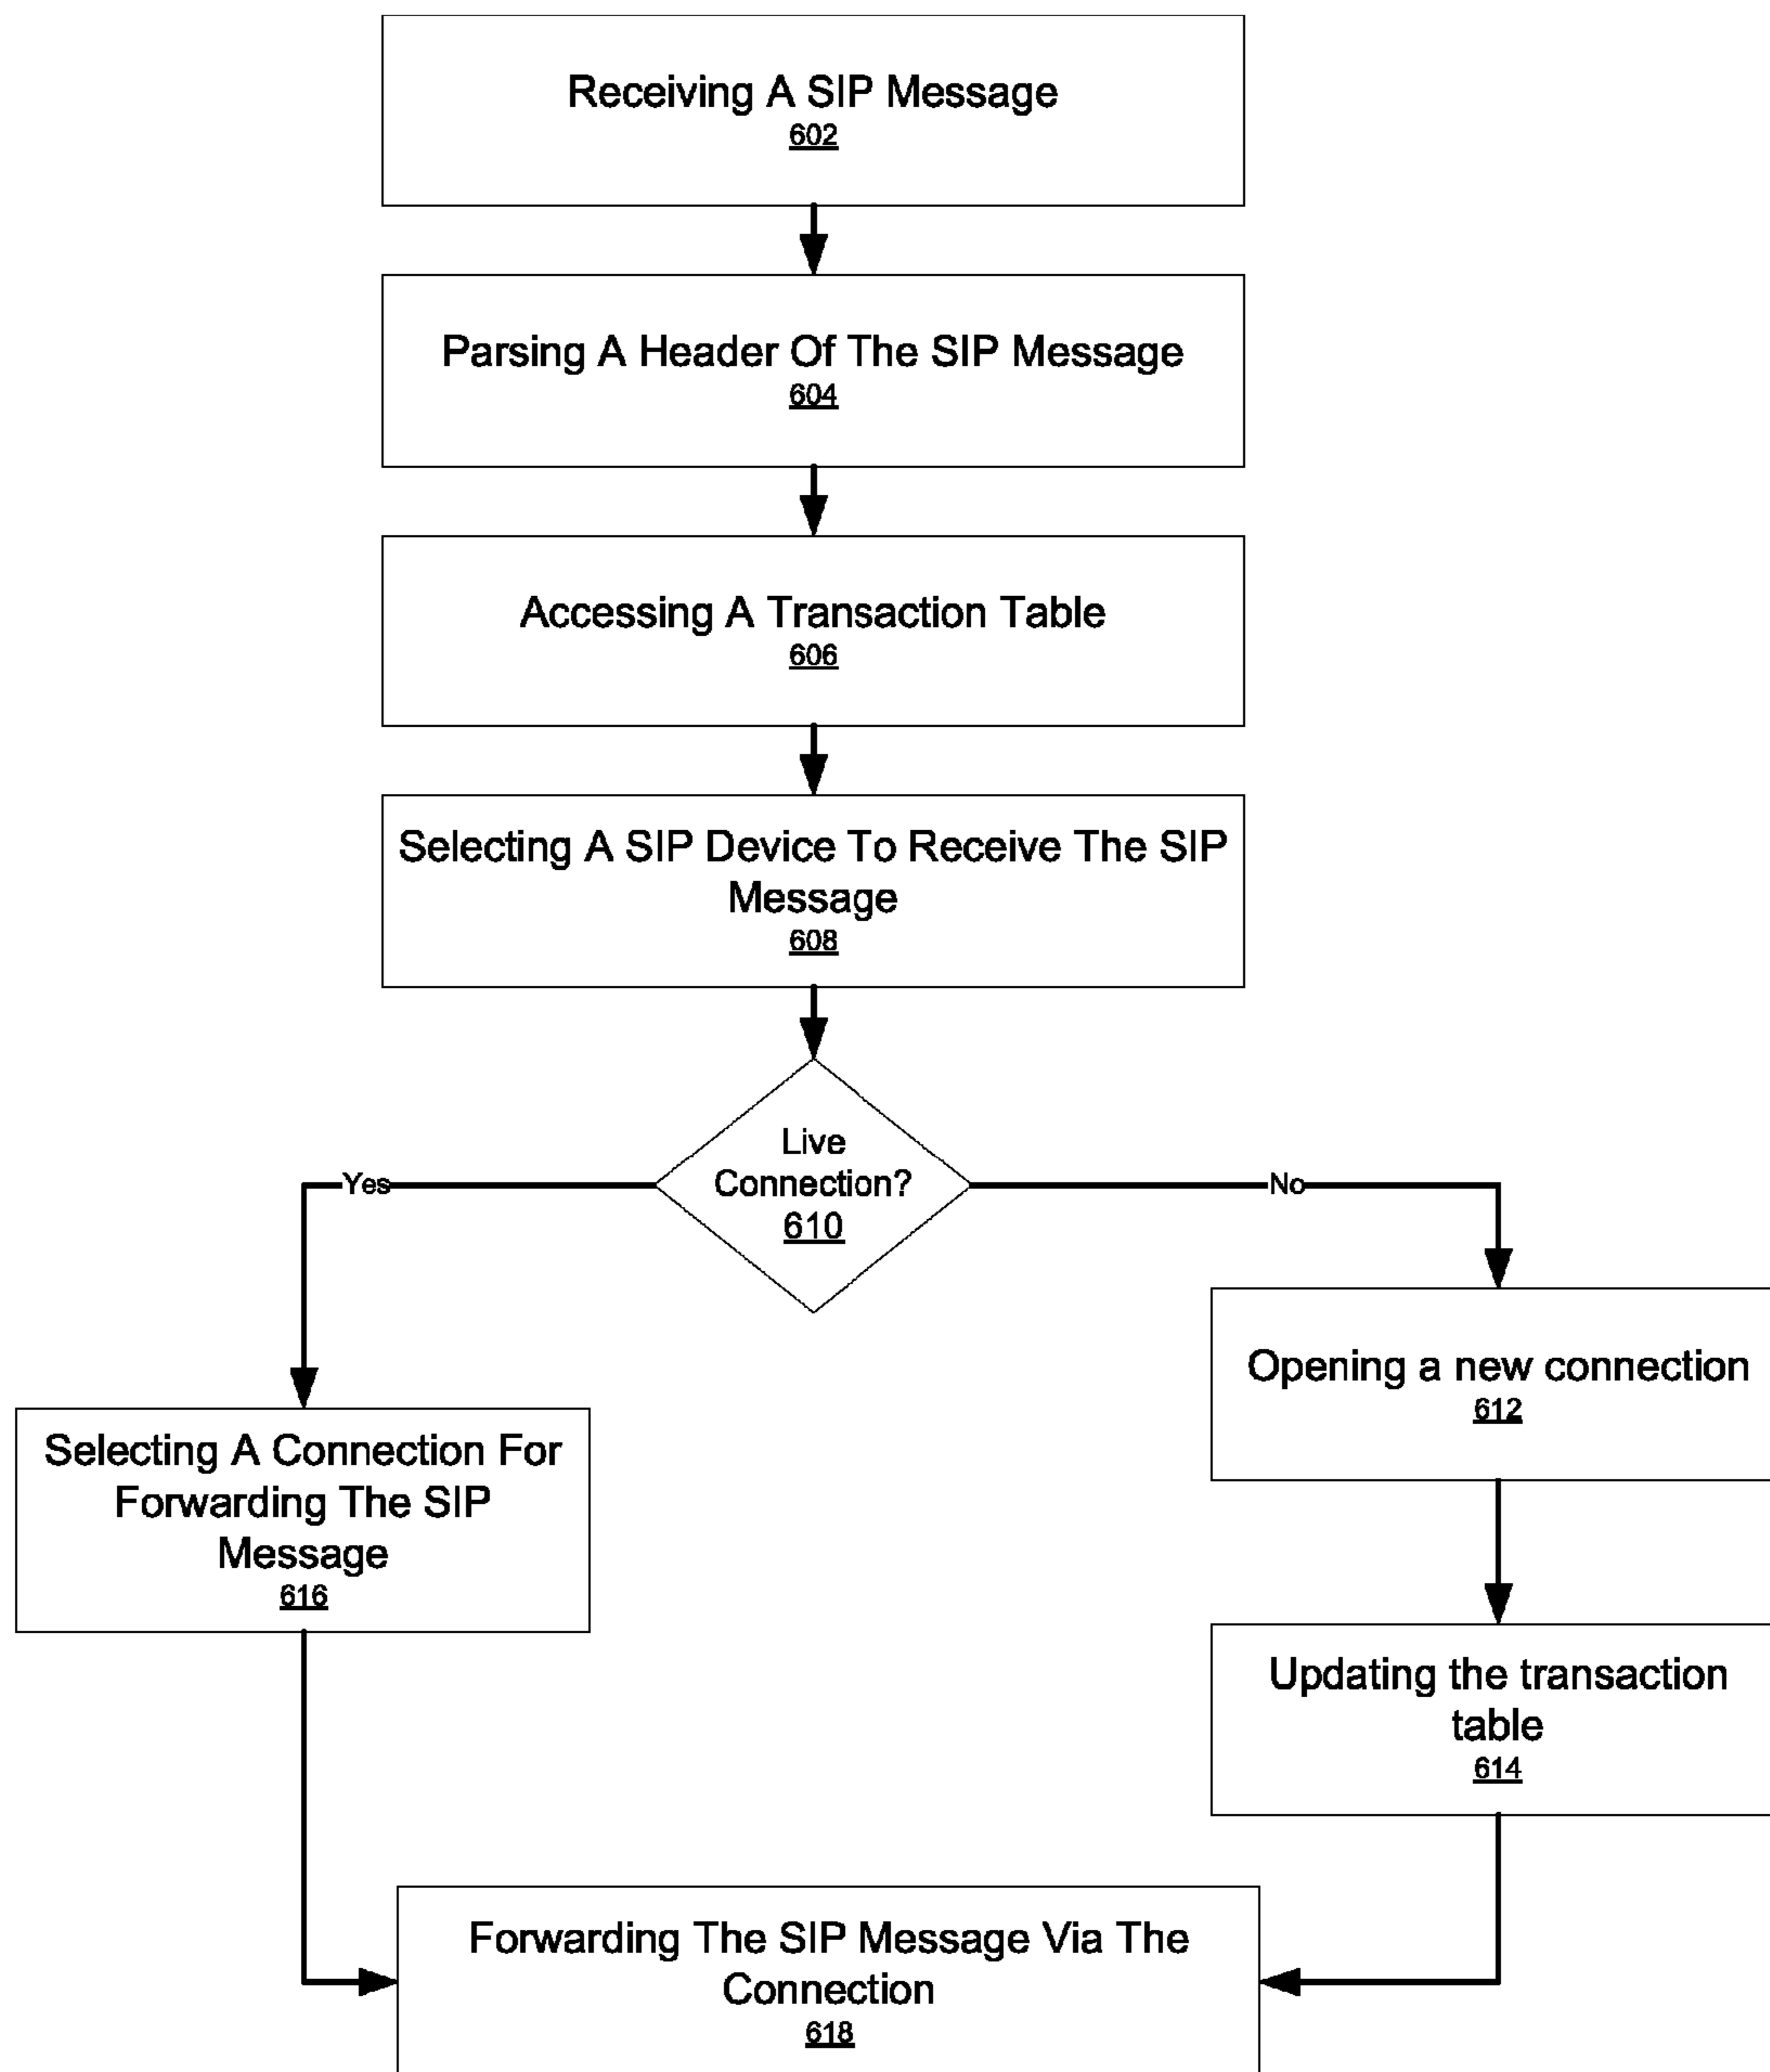 Receiving A SIP Message
602
Parsing A Header Of The SIP Message
604
Accessing A Transaction Table
606
Selecting A SIP Device To Receive The SIP
Message
608
Live
Connection?
610
Yes
No
Opening a new connection
612
Selecting A Connection For
Forwarding The SIP
Message
616
Updating the transaction
table
614
Forwarding The SIP Message Via The
Connection
618